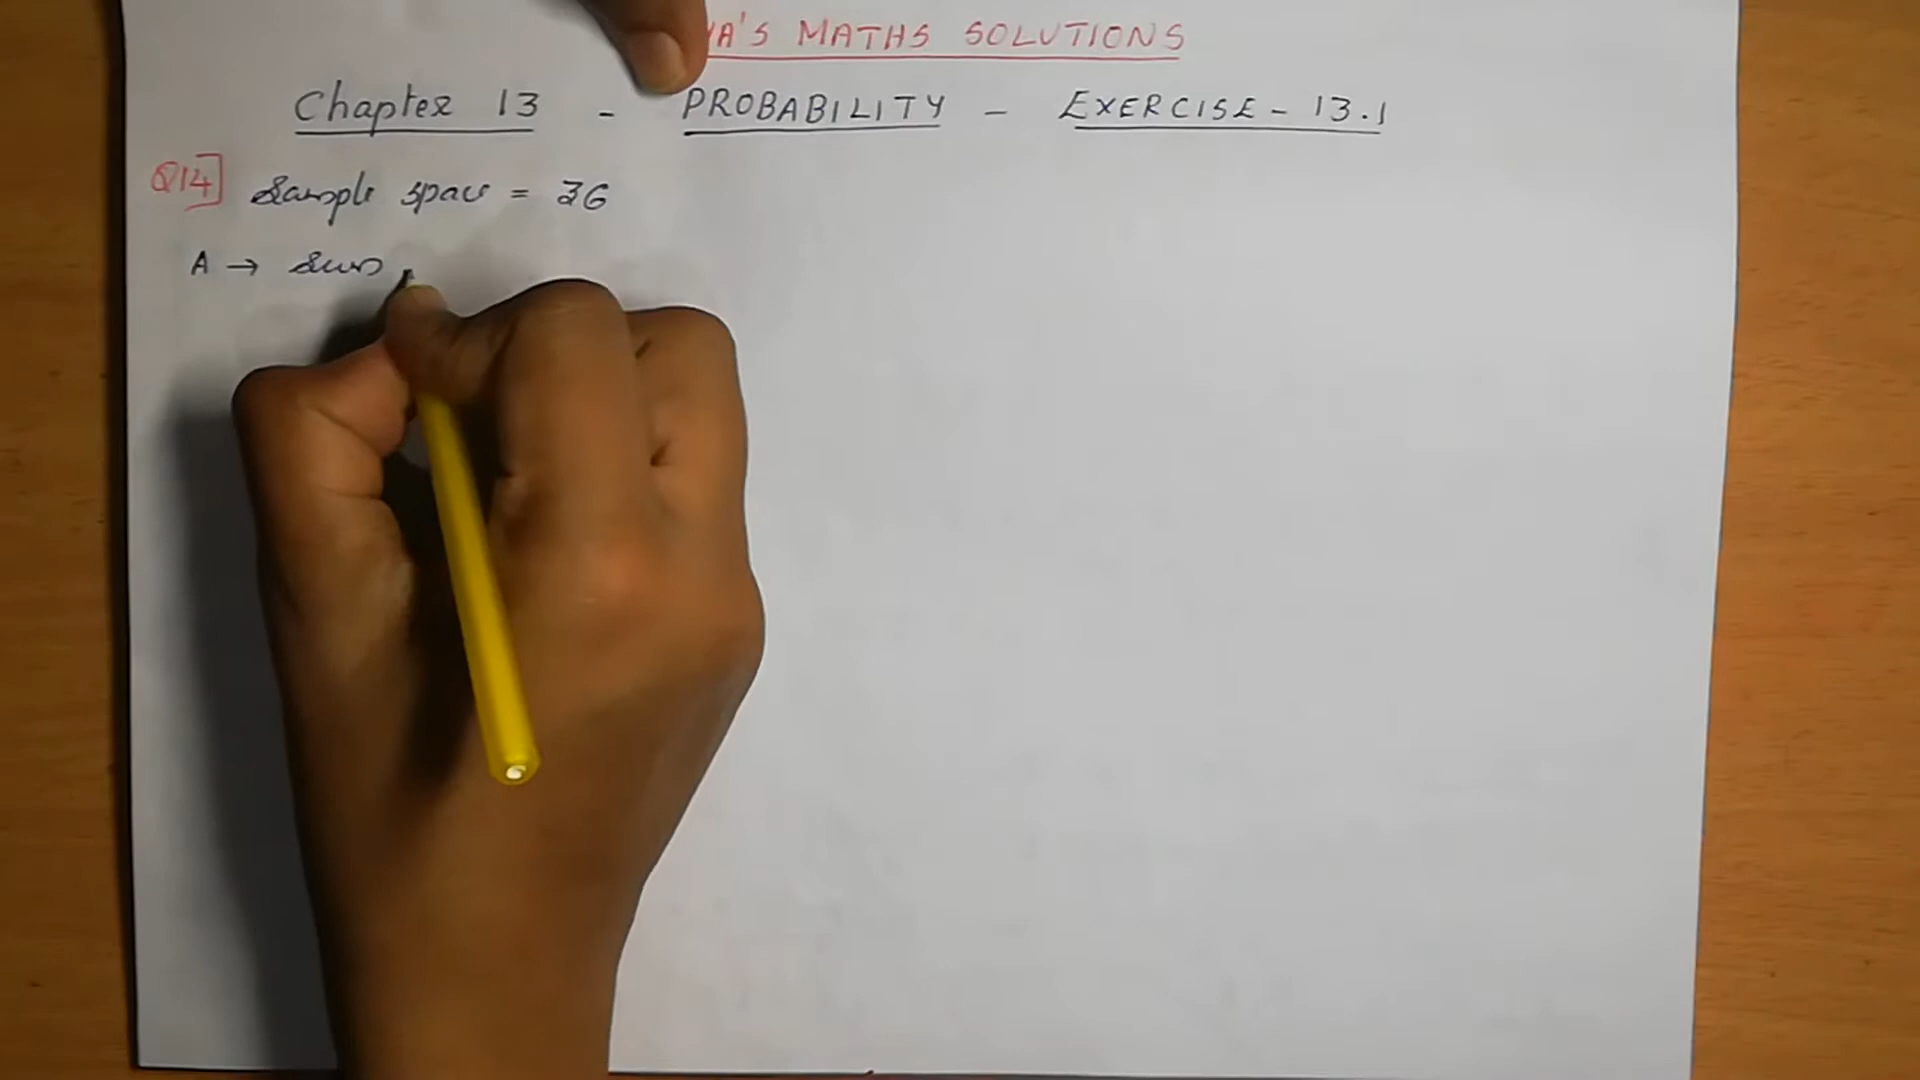 MATHS SOLUTIONS
Chapter 13 - PROBABILITY - EXERCISE - 13.1
Q14] Sample space = 36
A → Sum